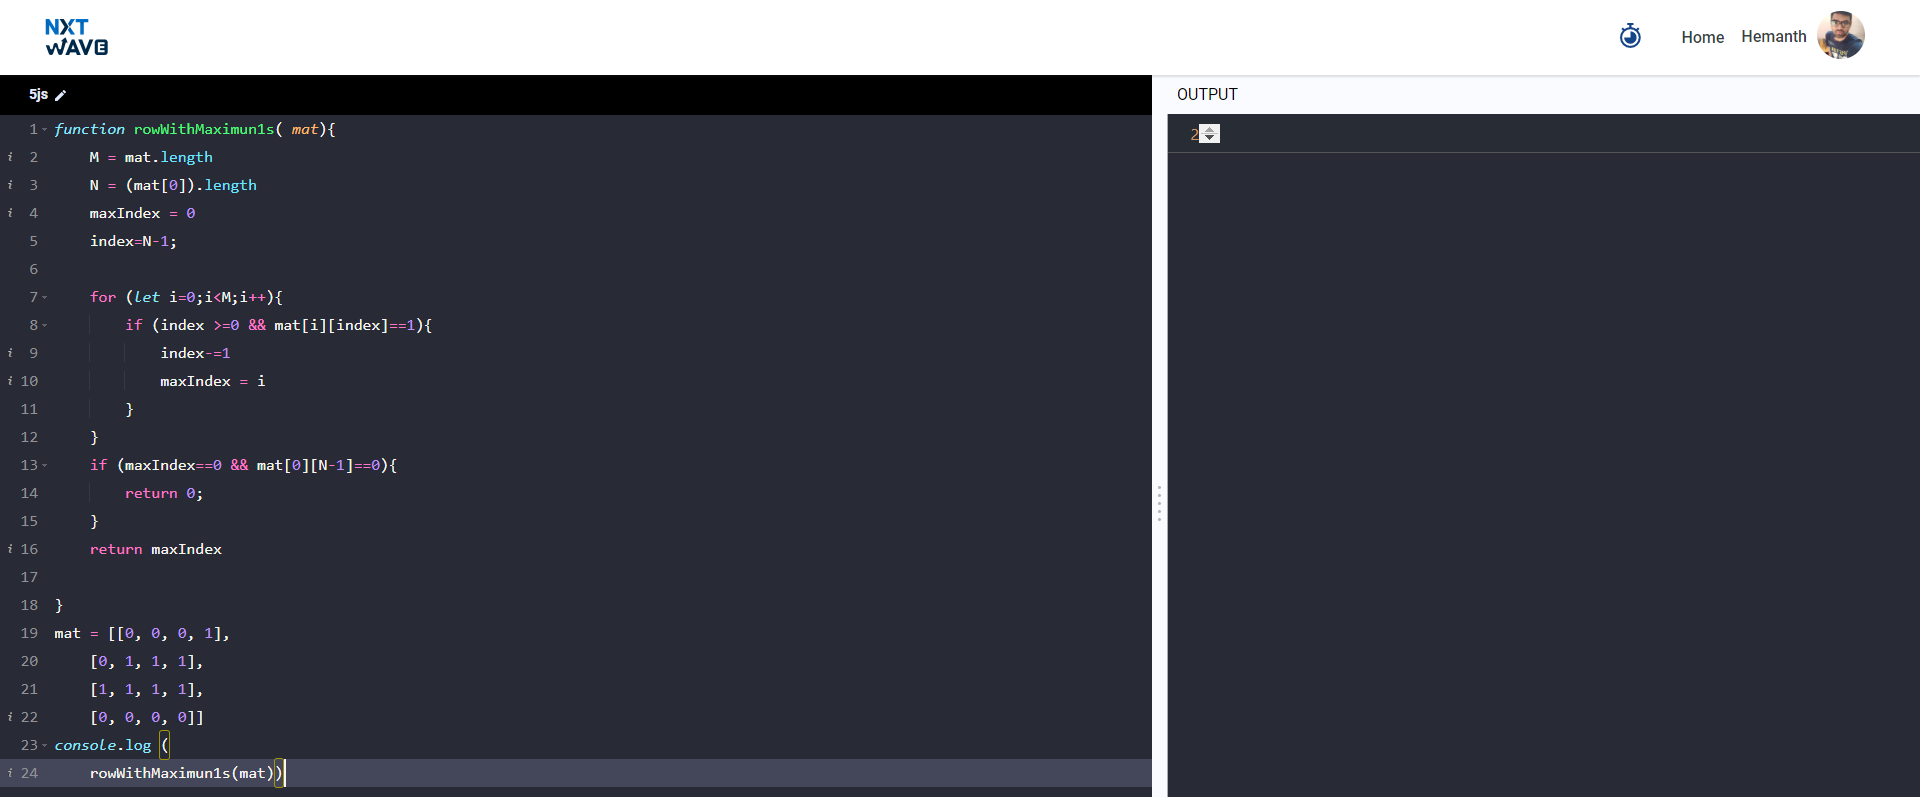 NXT
WAVE
Home
Hemanth
5js
OUTPUT
1 function rowWithMaximun1s( mat){
i 2     M = mat.length
i 3     N = (mat[0]).length
i 4     maxIndex = 0
5     index=N-1;
6
7     for (let i=0;i<M;i++){
8         if (index >=0 && mat[i][index]==1){
i 9             index-=1
i 10             maxIndex = i
11         }
12     }
13     if (maxIndex==0 && mat[0][N-1]==0){
14         return 0;
15     }
i 16     return maxIndex
17
18 }
19 mat = [[0, 0, 0, 1],
20     [0, 1, 1, 1],
21     [1, 1, 1, 1],
i 22     [0, 0, 0, 0]]
23 console.log (
i 24     rowWithMaximun1s(mat))
2